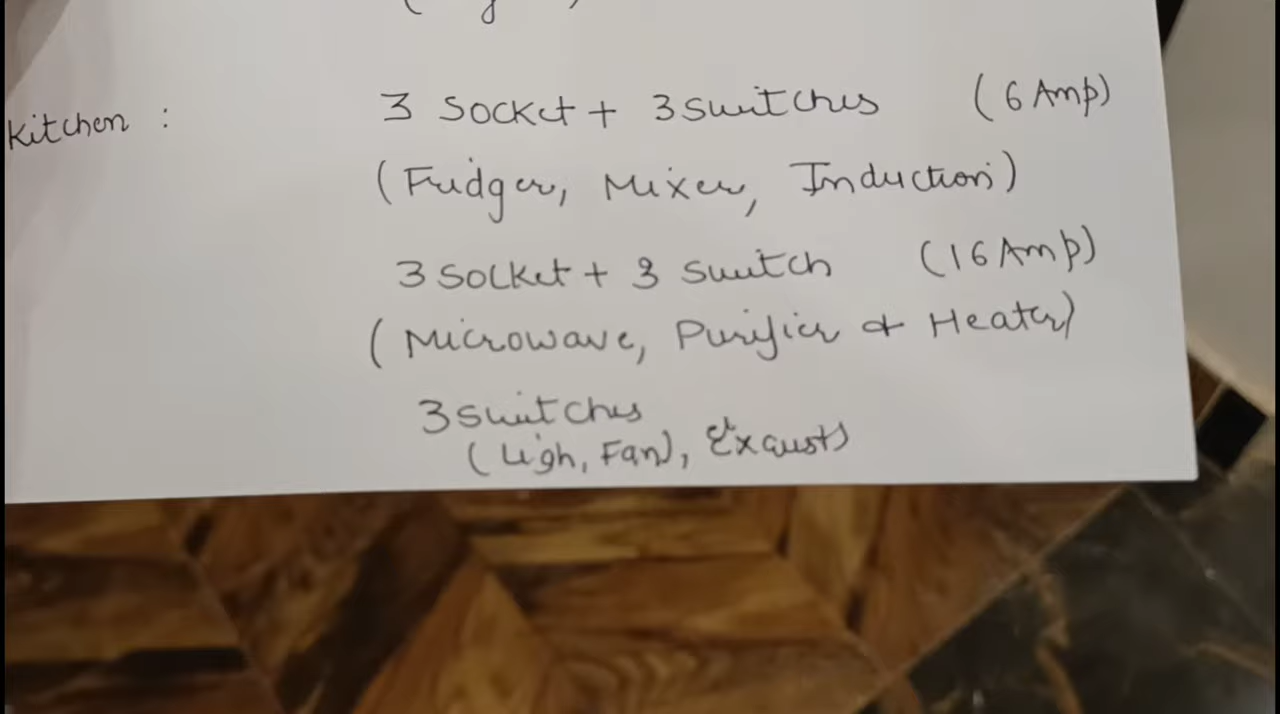 Kitchen : 3 Socket + 3 Switches (6 Amp)
(Fridger, Mixer, Induction)
3 Socket + 3 Switch (16 Amp)
(Microwave, Purifier & Heater)
3 Switches
(Ligh, Fan), Exausts